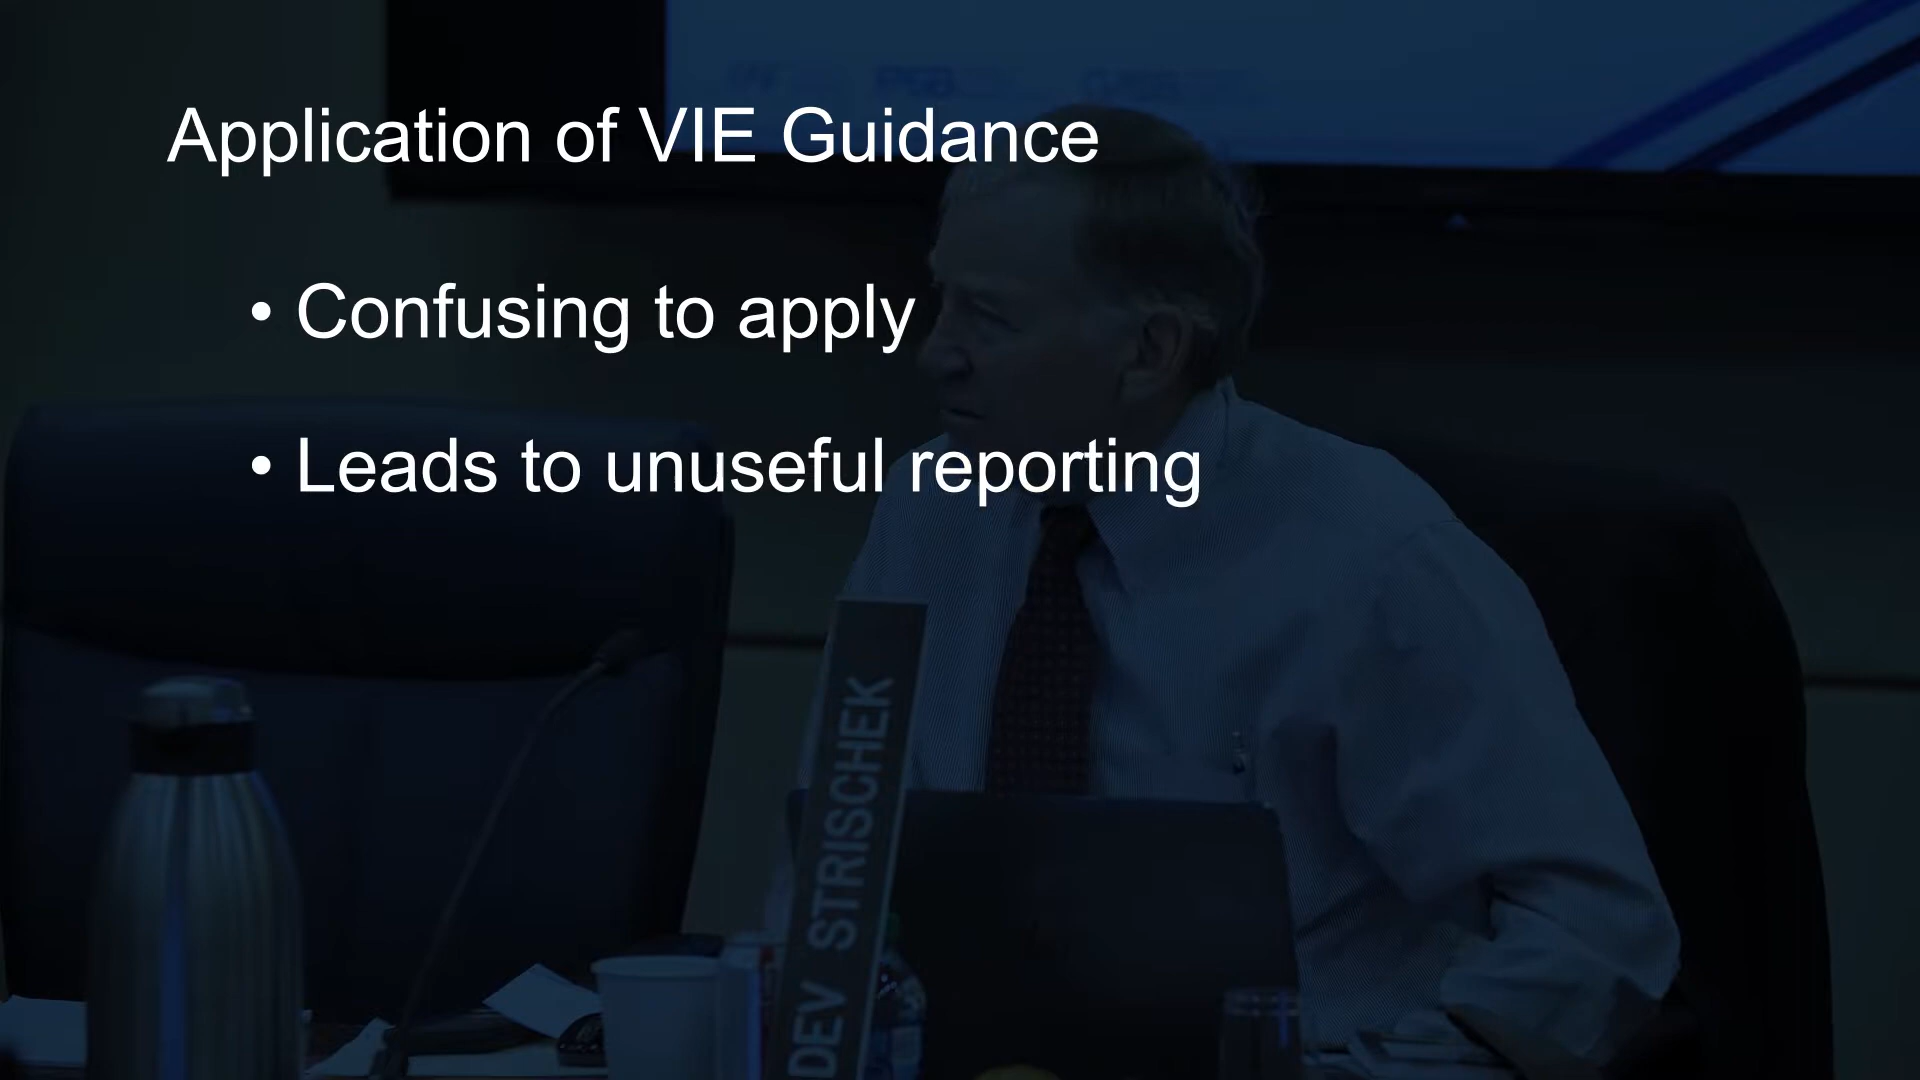 Application of VIE Guidance
• Confusing to apply
• Leads to unuseful reporting
DEV STRISCHEK